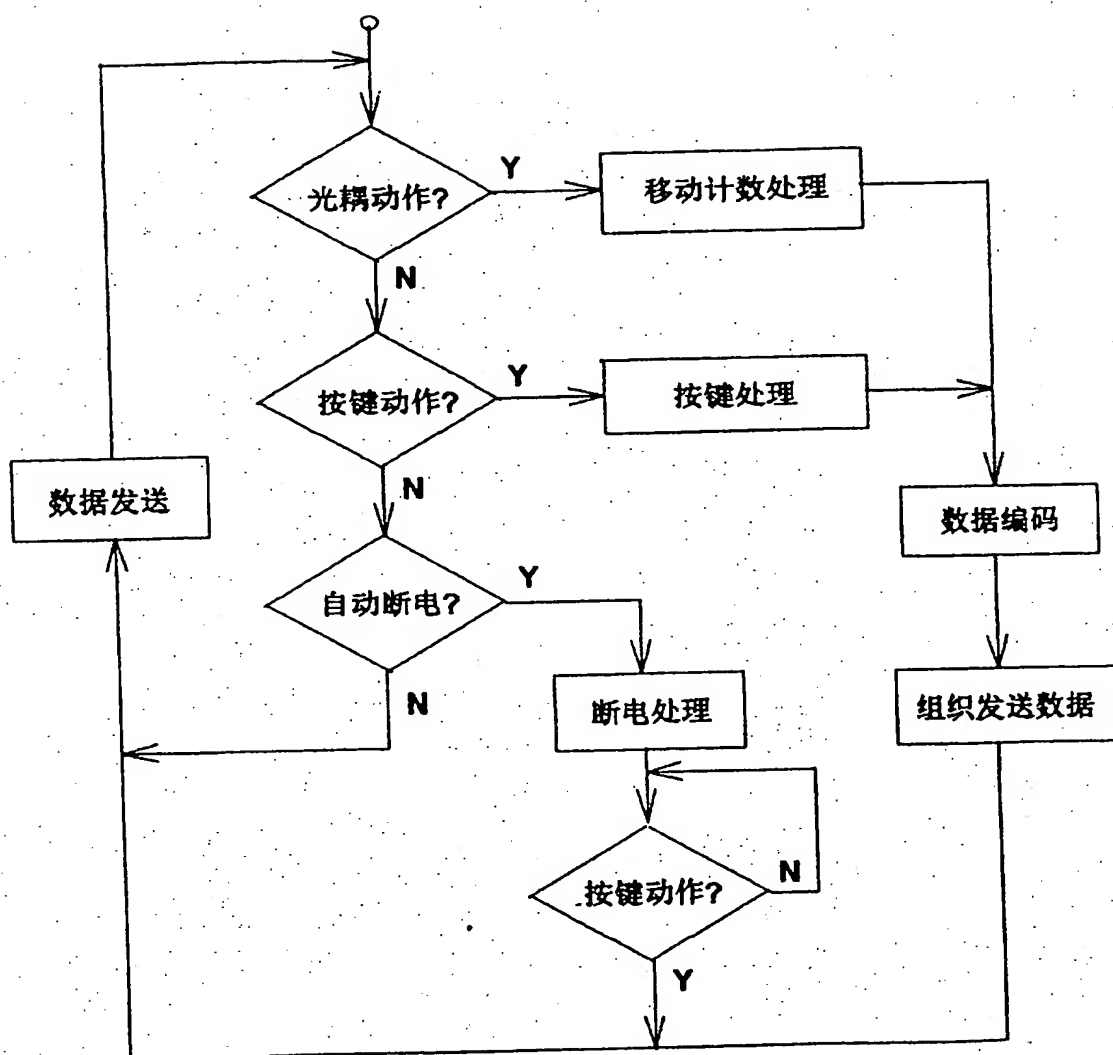 光耦动作?
Y
移动计数处理
N
按键动作?
Y
按键处理
N
数据发送
数据编码
自动断电?
Y
N
断电处理
组织发送数据
按键动作?
N
Y